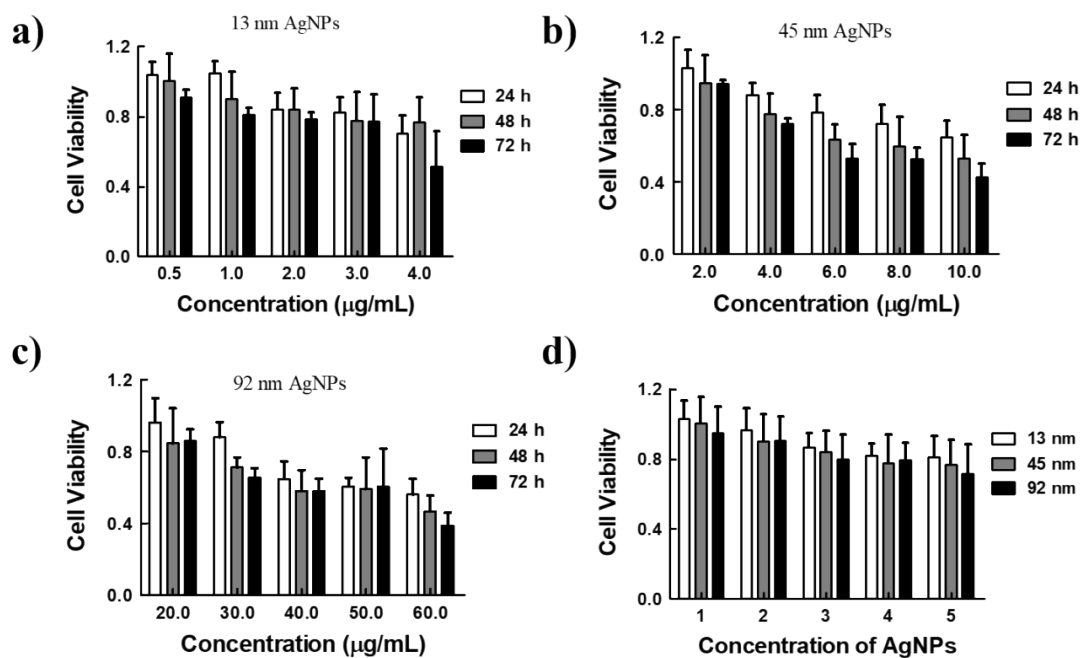 a)
13 nm AgNPs
1.2
0.8
0.4
0.0
Cell Viability
0.5 1.0 2.0 3.0 4.0
Concentration (μg/mL)
24 h
48 h
72 h
b)
45 nm AgNPs
1.2
0.8
0.4
0.0
Cell Viability
2.0 4.0 6.0 8.0 10.0
Concentration (μg/mL)
24 h
48 h
72 h
c)
92 nm AgNPs
1.2
0.8
0.4
0.0
Cell Viability
20.0 30.0 40.0 50.0 60.0
Concentration (μg/mL)
24 h
48 h
72 h
d)
1.2
0.8
0.4
0.0
Cell Viability
1 2 3 4 5
Concentration of AgNPs
13 nm
45 nm
92 nm